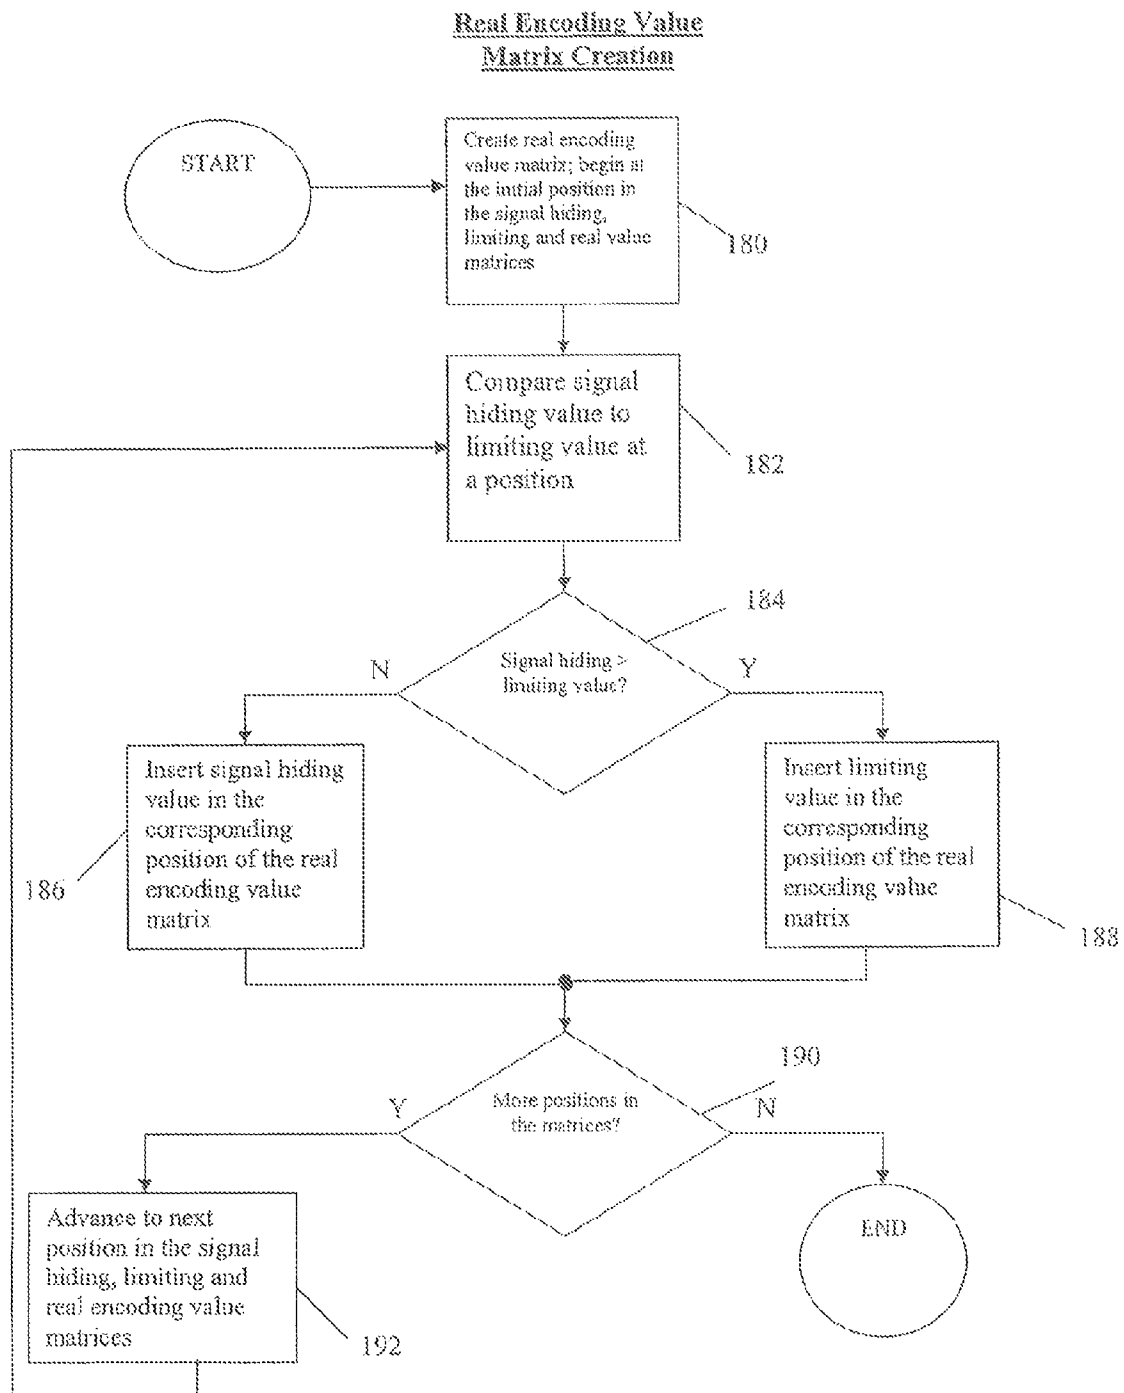 Real Encoding Value
Matrix Creation
START
Create real encoding
value matrix; begin at
the initial position in
the signal hiding,
limiting and real value
matrices
180
Compare signal
hiding value to
limiting value at
a position
182
184
Signal hiding >
limiting value?
N
Y
Insert signal hiding
value in the
corresponding
position of the real
encoding value
matrix
186
Insert limiting
value in the
corresponding
position of the real
encoding value
matrix
188
190
More positions in
the matrices?
Y
N
Advance to next
position in the signal
hiding, limiting and
real encoding value
matrices
192
END